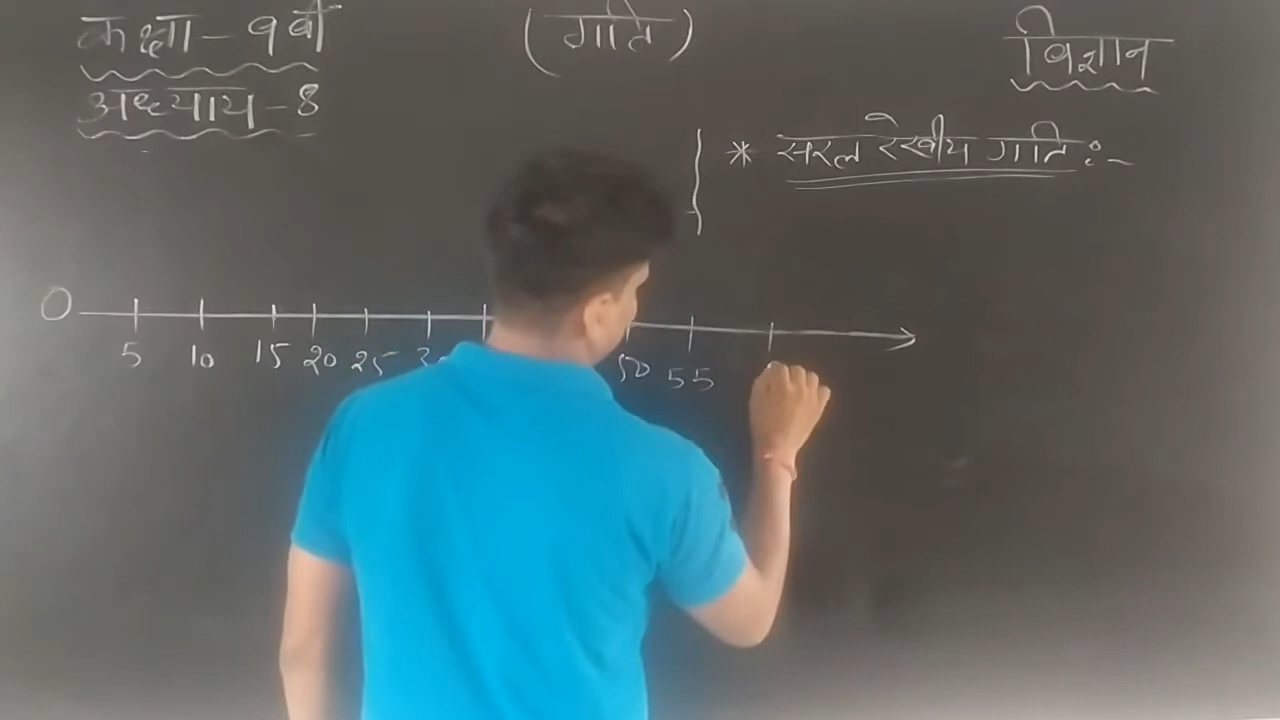 कक्षा - 9वीं
(गति)
विज्ञान
अध्याय - 8
* सरल रेखीय गति :-
0
5 10 15 20 25 50 55